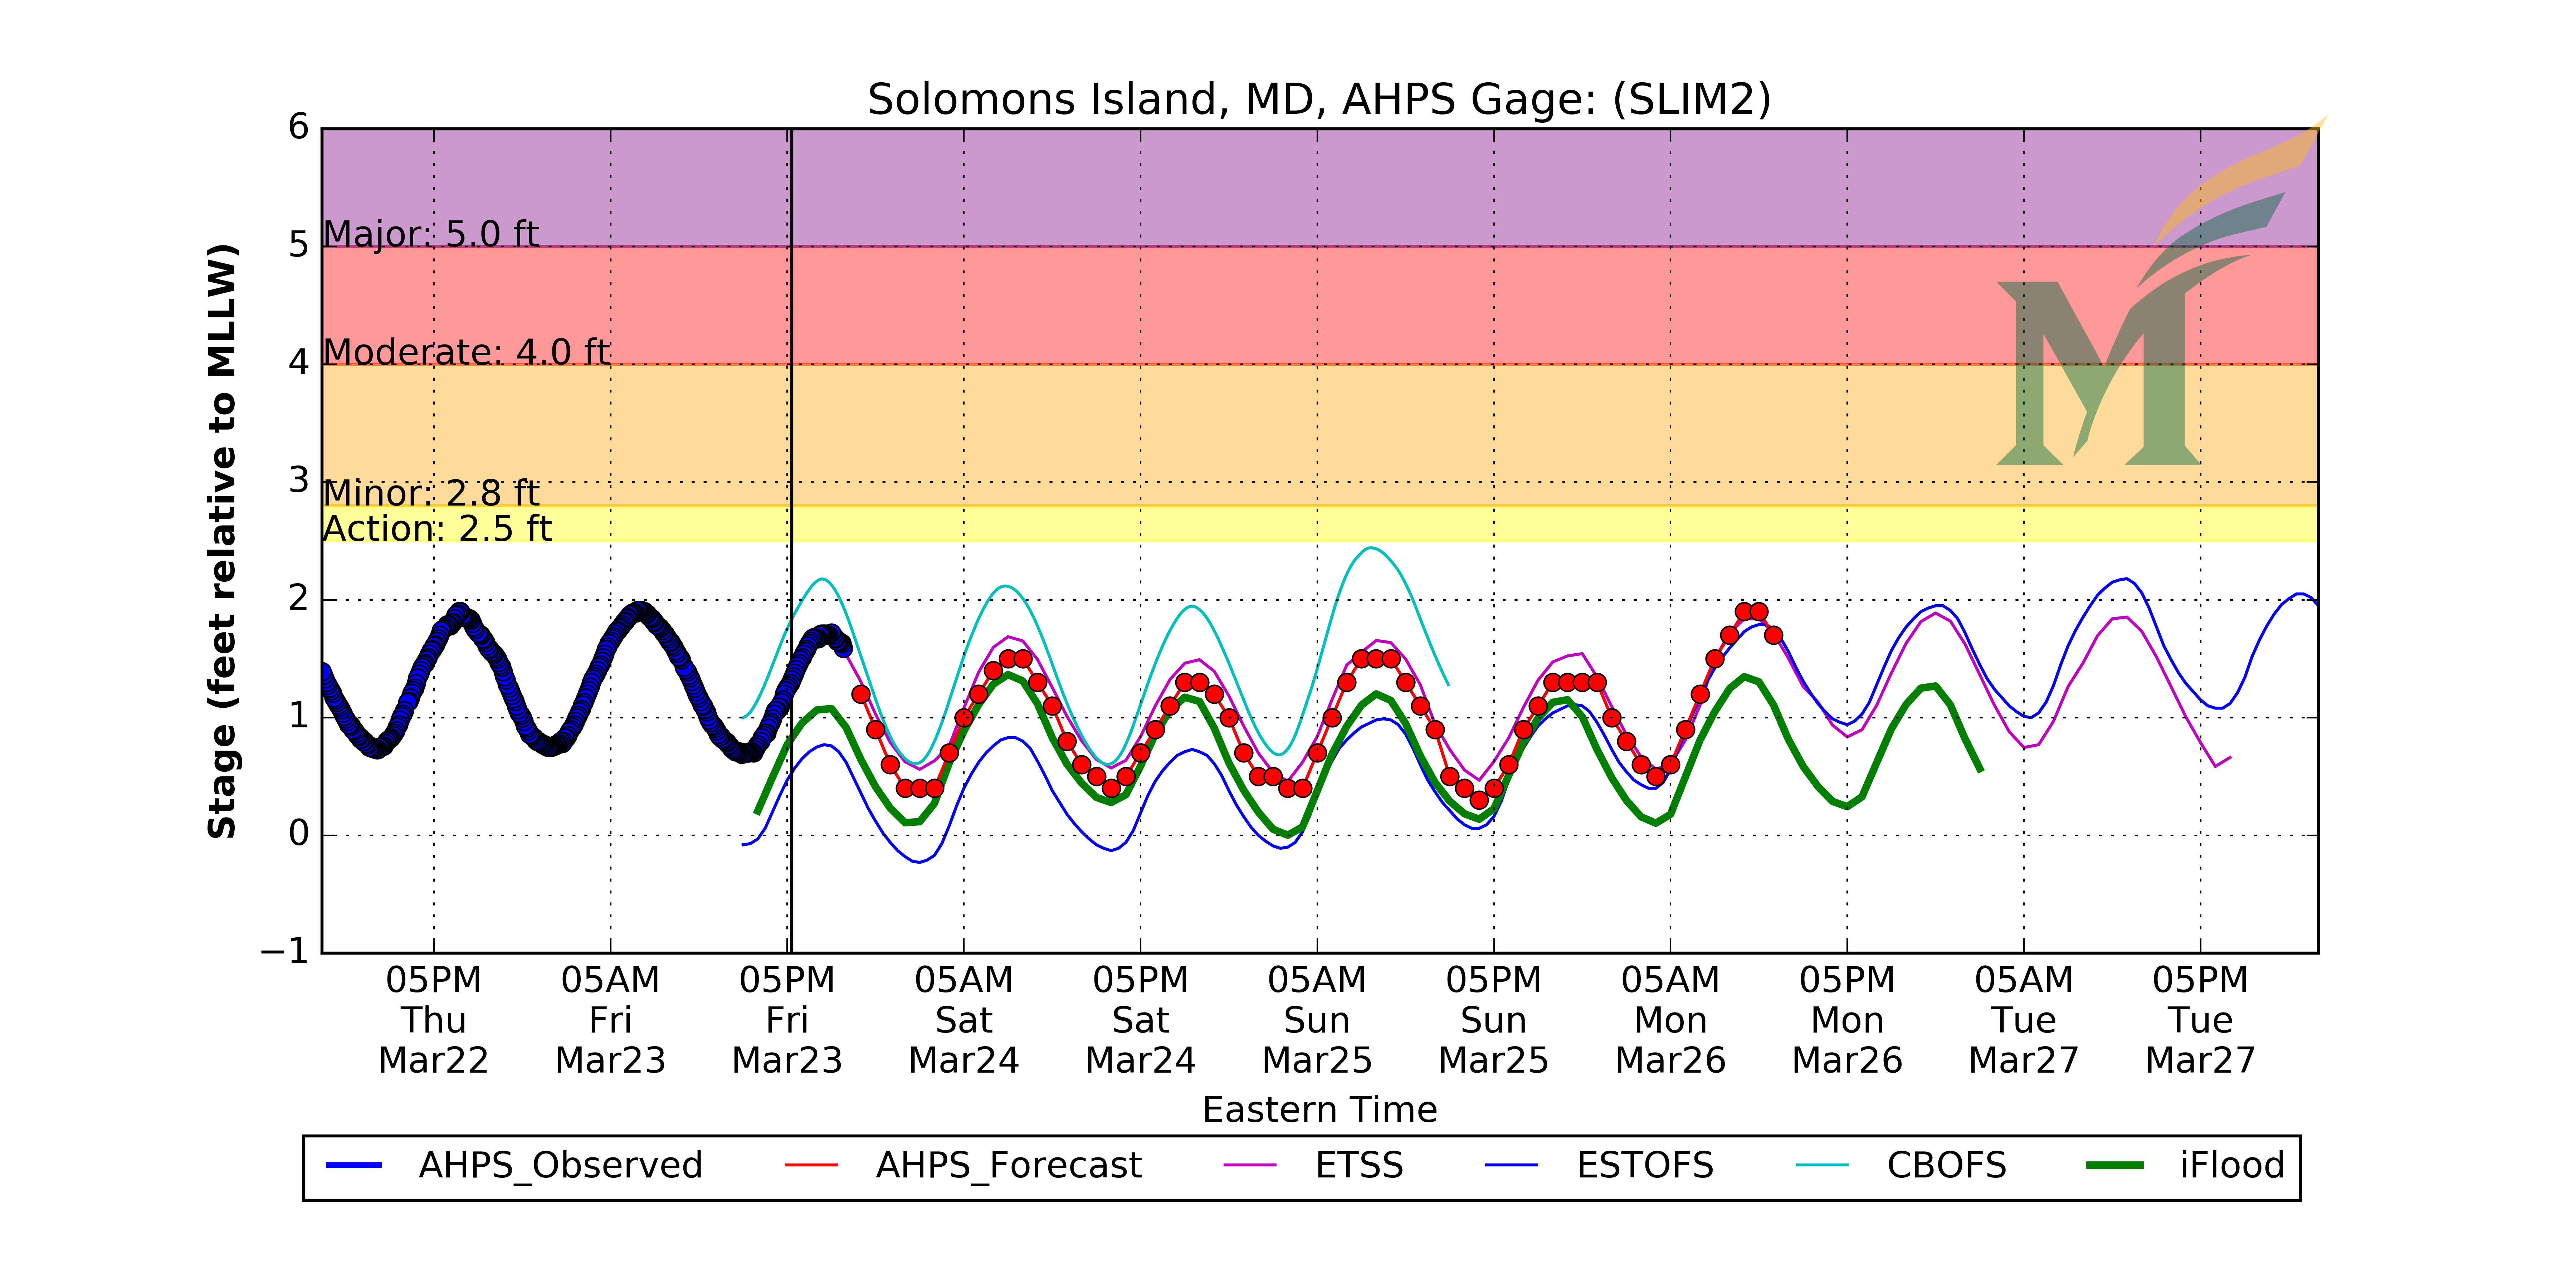 Solomons Island, MD, AHPS Gage: (SLIM2)
6
5
4
3
2
1
0
−1
Stage (feet relative to MLLW)
Major: 5.0 ft
Moderate: 4.0 ft
Minor: 2.8 ft
Action: 2.5 ft
M
05PM 05AM 05PM 05AM 05PM 05AM 05PM 05AM 05PM 05AM 05PM
Thu Fri Fri Sat Sat Sun Sun Mon Mon Tue Tue
Mar22 Mar23 Mar23 Mar24 Mar24 Mar25 Mar25 Mar26 Mar26 Mar27 Mar27
Eastern Time
AHPS_Observed AHPS_Forecast ETSS ESTOFS CBOFS iFlood